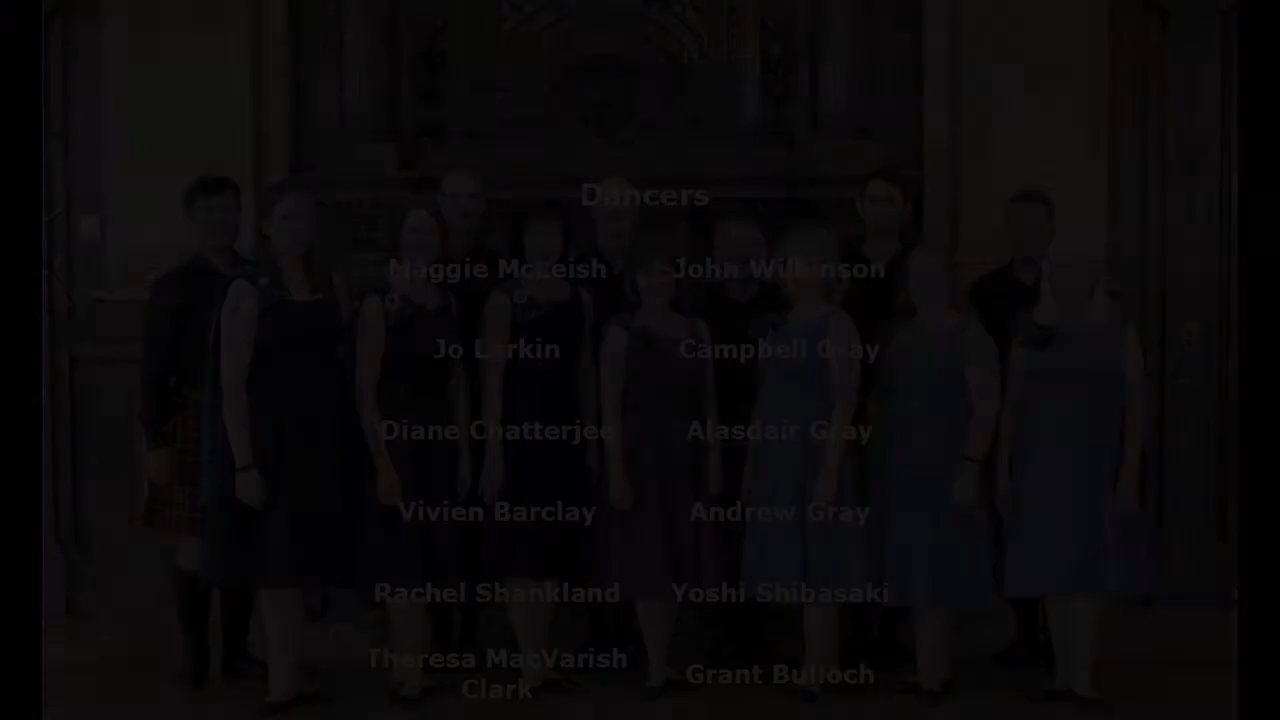 Dancers
Maggie McLeish John Wilkinson
Jo Larkin Campbell Gray
Diane Chatterjee Alasdair Gray
Vivien Barclay Andrew Gray
Rachel Shankland Yoshi Shibasaki
Theresa MacVarish
Clark Grant Bulloch